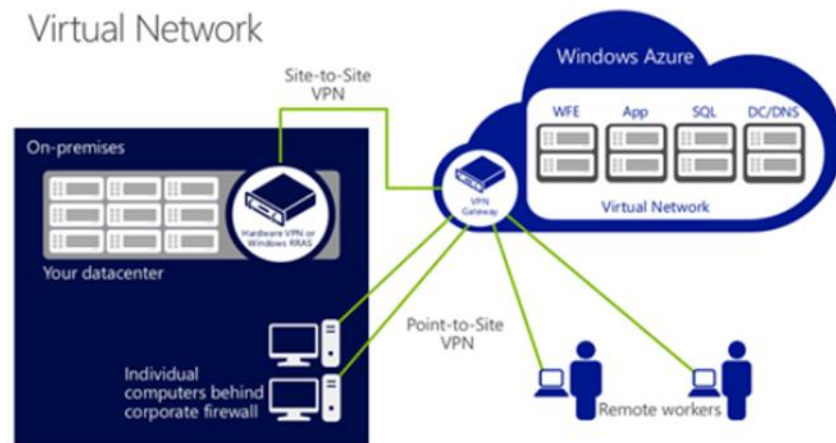 Virtual Network
Site-to-Site
VPN
Windows Azure
WFE App SQL DC/DNS
Virtual Network
VPN
Gateway
On-premises
Hardware VPN or
Windows RRAS
Your datacenter
Individual
computers behind
corporate firewall
Point-to-Site
VPN
Remote workers